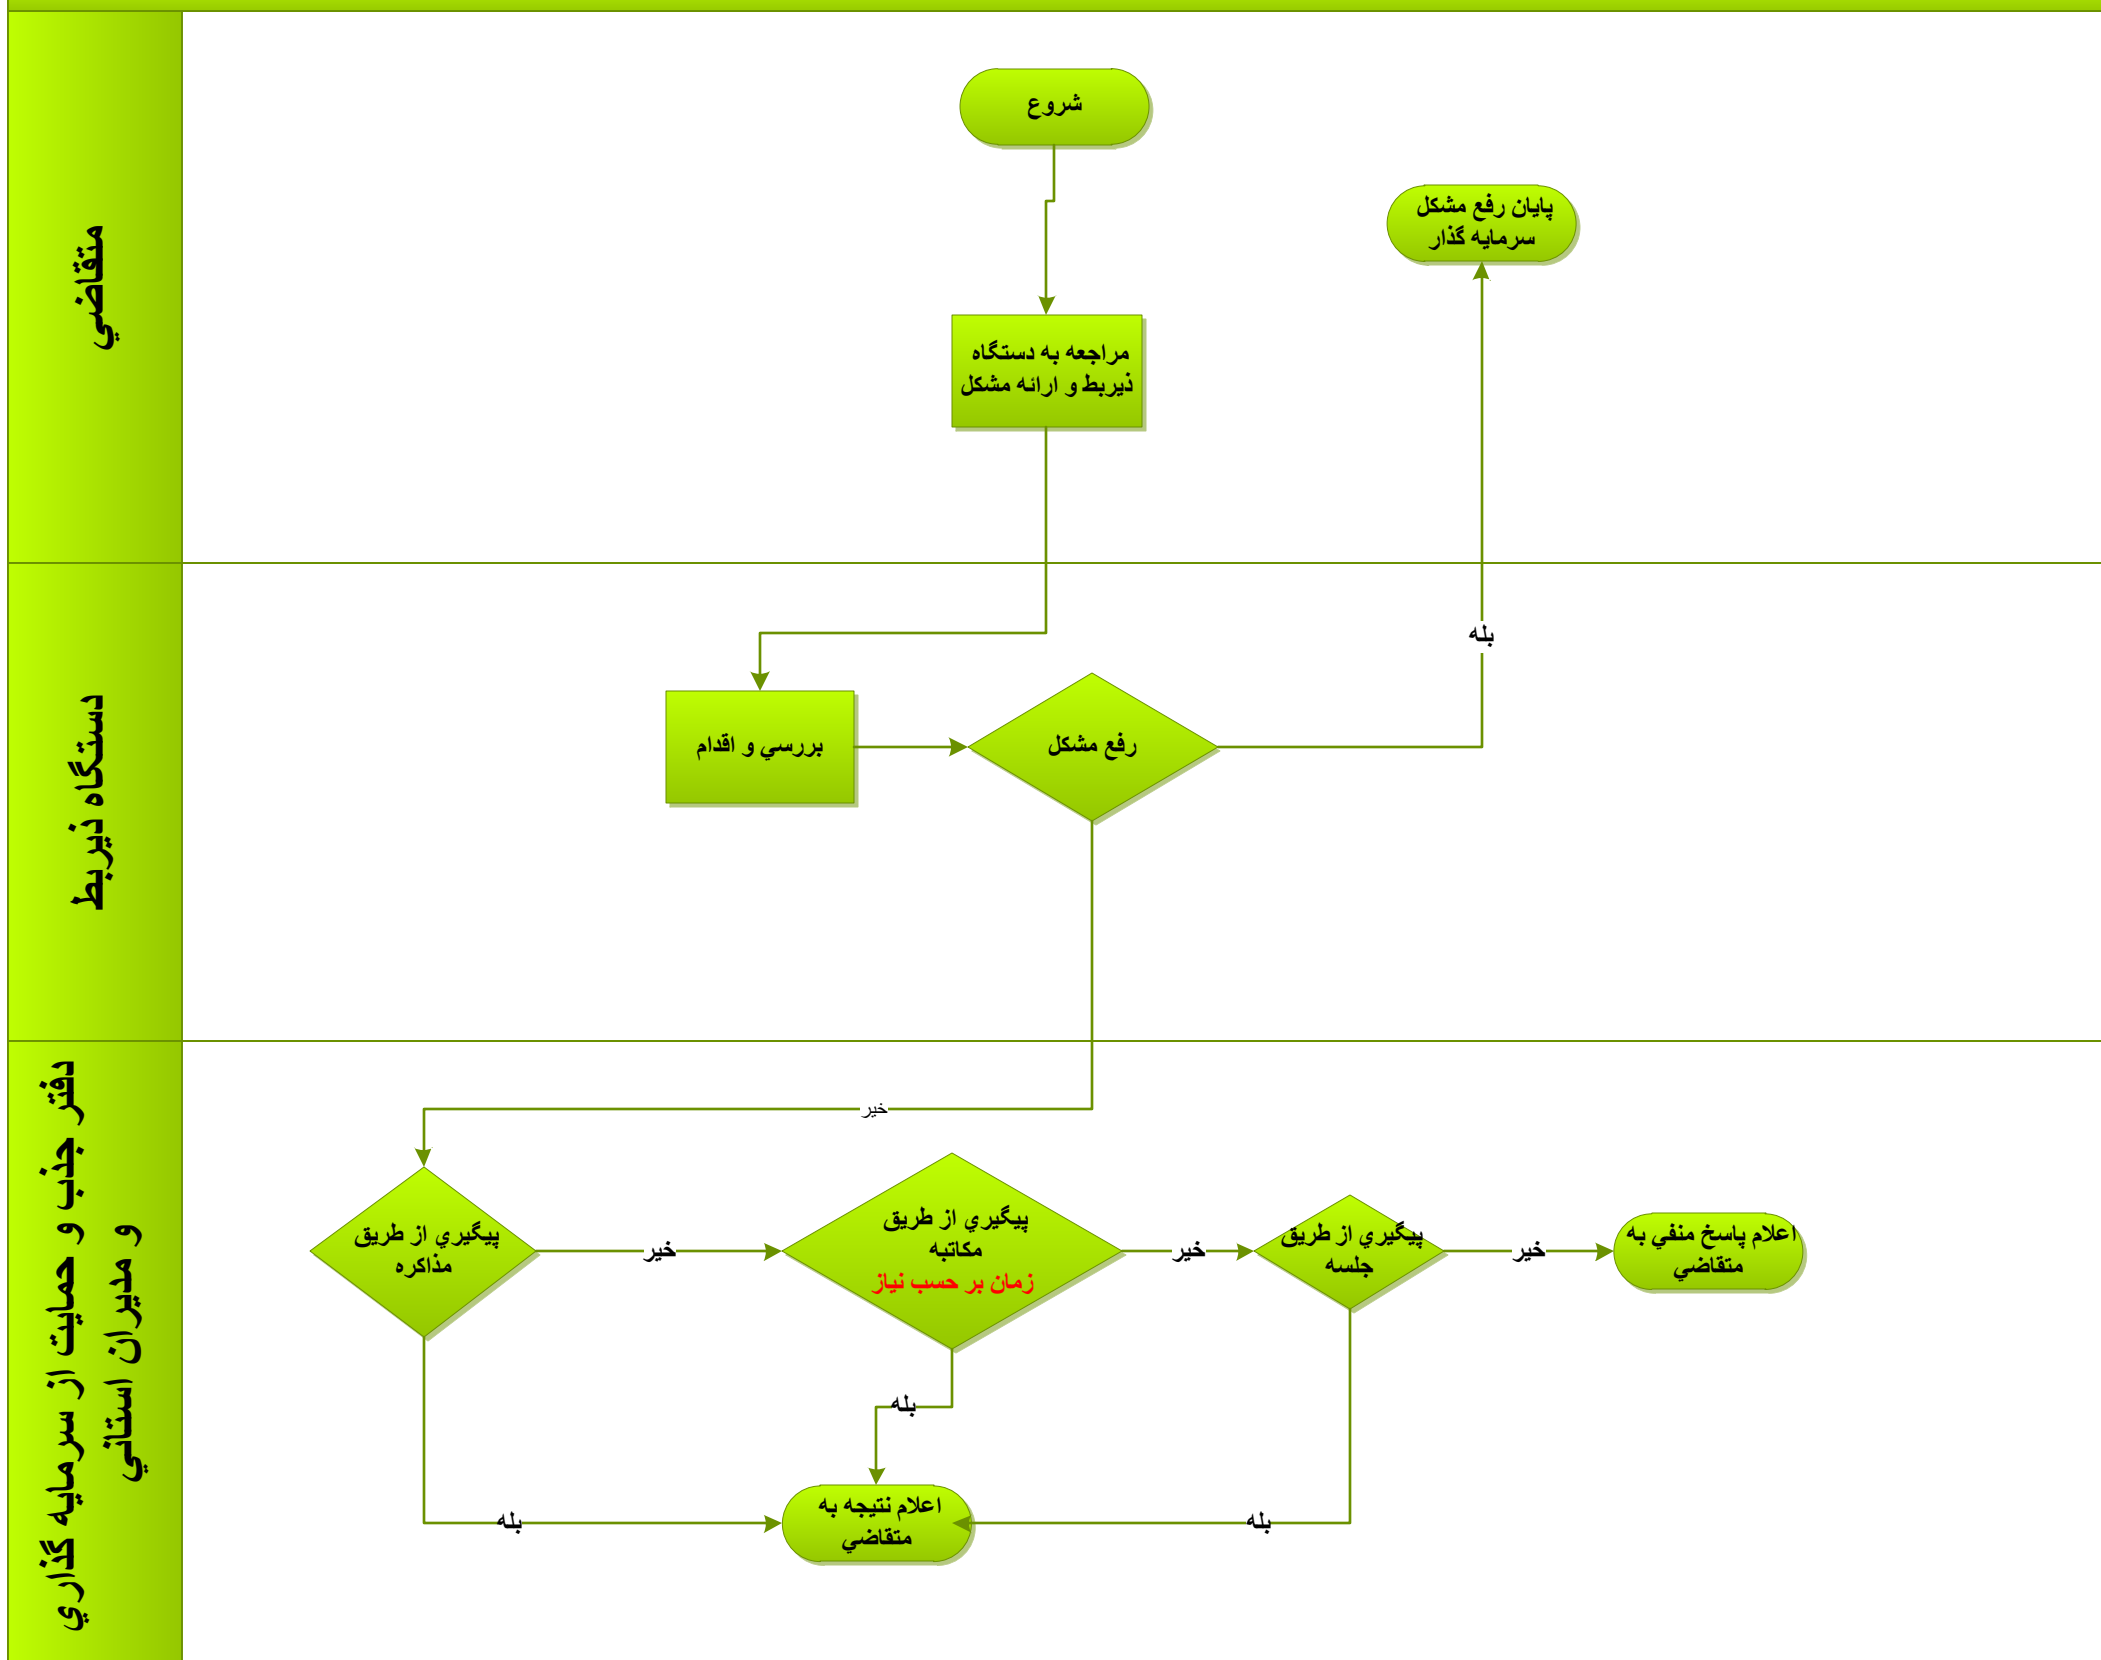 متقاضي
شروع
پايان رفع مشكل
سرمايه گذار
مراجعه به دستگاه
ذيربط و ارائه مشكل
دستگاه ذيربط
بله
بررسي و اقدام
رفع مشكل
دفتر جذب و حمايت از سرمايه گذاري
و مديران استاني
خير
پيگيري از طريق
مذاكره
خير
پيگيري از طريق
مكاتبه
زمان بر حسب نياز
خير
پيگيري از طريق
جلسه
خير
اعلام پاسخ منفي به
متقاضي
بله
بله
اعلام نتيجه به
متقاضي
بله